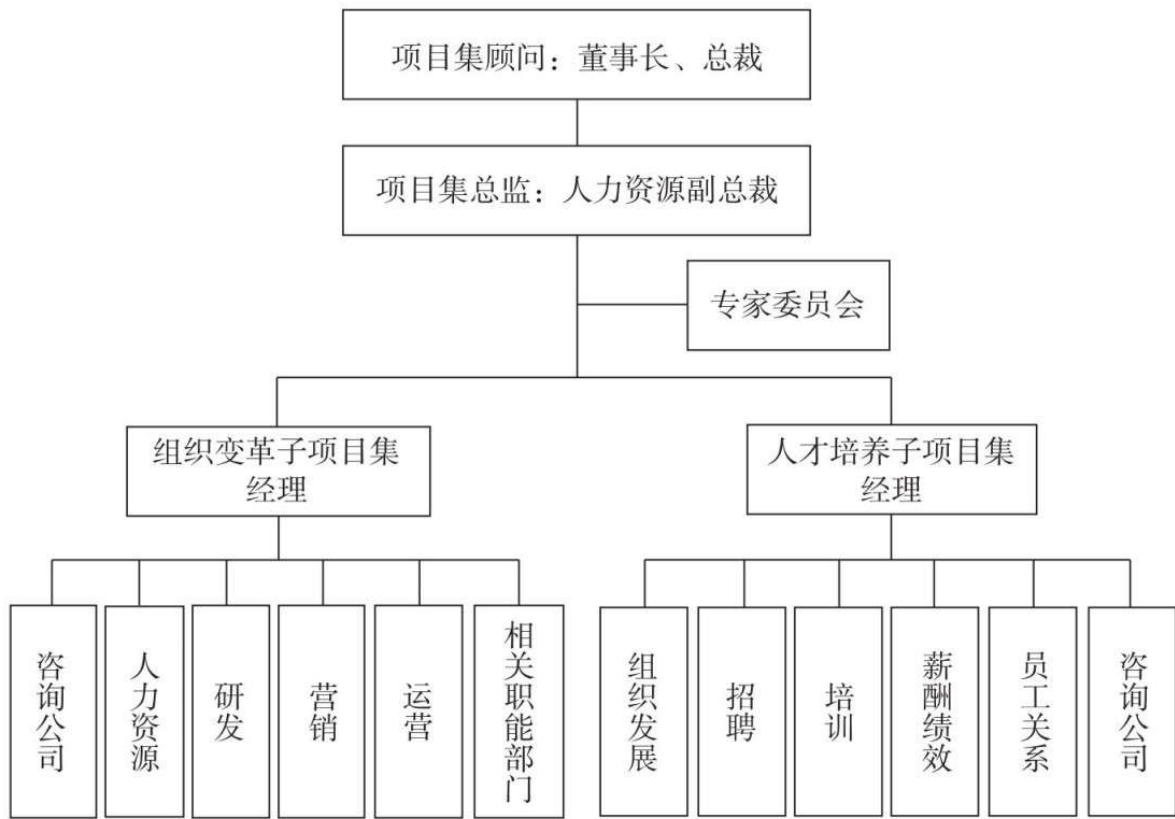 项目集顾问：董事长、总裁
项目集总监：人力资源副总裁
专家委员会
组织变革子项目集
经理
人才培养子项目集
经理
咨询公司
人力资源
研发
营销
运营
相关职能部门
组织发展
招聘
培训
薪酬绩效
员工关系
咨询公司